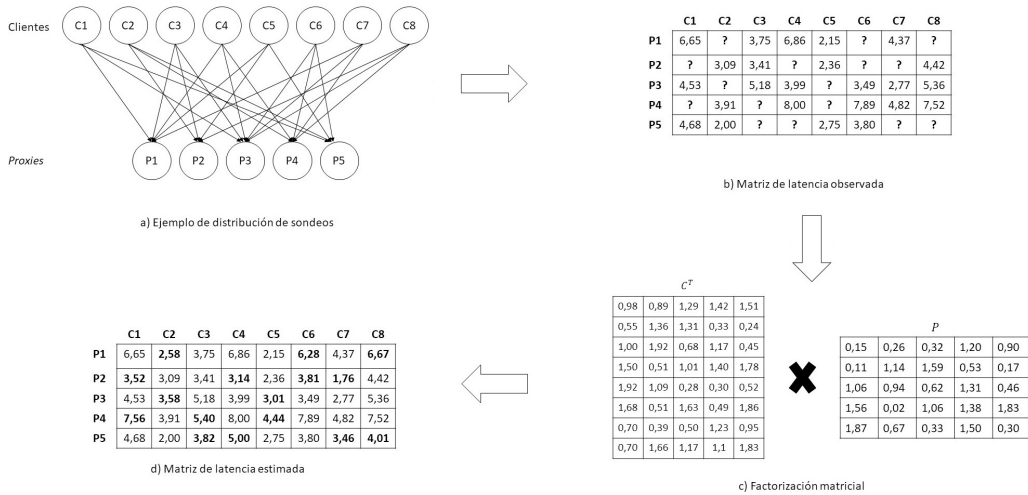 Clientes C1 C2 C3 C4 C5 C6 C7 C8
Proxies P1 P2 P3 P4 P5
a) Ejemplo de distribución de sondeos
C1 C2 C3 C4 C5 C6 C7 C8
P1 6,65 ? 3,75 6,86 2,15 ? 4,37 ?
P2 ? 3,09 3,41 ? 2,36 ? ? 4,42
P3 4,53 ? 5,18 3,99 ? 3,49 2,77 5,36
P4 ? 3,91 ? 8,00 ? 7,89 4,82 7,52
P5 4,68 2,00 ? ? 2,75 3,80 ? ?
b) Matriz de latencia observada
C^T
0,98 0,89 1,29 1,42 1,51
0,55 1,36 1,31 0,33 0,24
1,00 1,92 0,68 1,17 0,45
1,50 0,51 1,01 1,40 1,78
1,92 1,09 0,28 0,30 0,52
1,68 0,51 1,63 0,49 1,86
0,70 0,39 0,50 1,23 0,95
0,70 1,66 1,17 1,1 1,83
P
0,15 0,26 0,32 1,20 0,90
0,11 1,14 1,59 0,53 0,17
1,06 0,94 0,62 1,31 0,46
1,56 0,02 1,06 1,38 1,83
1,87 0,67 0,33 1,50 0,30
c) Factorización matricial
C1 C2 C3 C4 C5 C6 C7 C8
P1 6,65 2,58 3,75 6,86 2,15 6,28 4,37 6,67
P2 3,52 3,09 3,41 3,14 2,36 3,81 1,76 4,42
P3 4,53 3,58 5,18 3,99 3,01 3,49 2,77 5,36
P4 7,56 3,91 5,40 8,00 4,44 7,89 4,82 7,52
P5 4,68 2,00 3,82 5,00 2,75 3,80 3,46 4,01
d) Matriz de latencia estimada